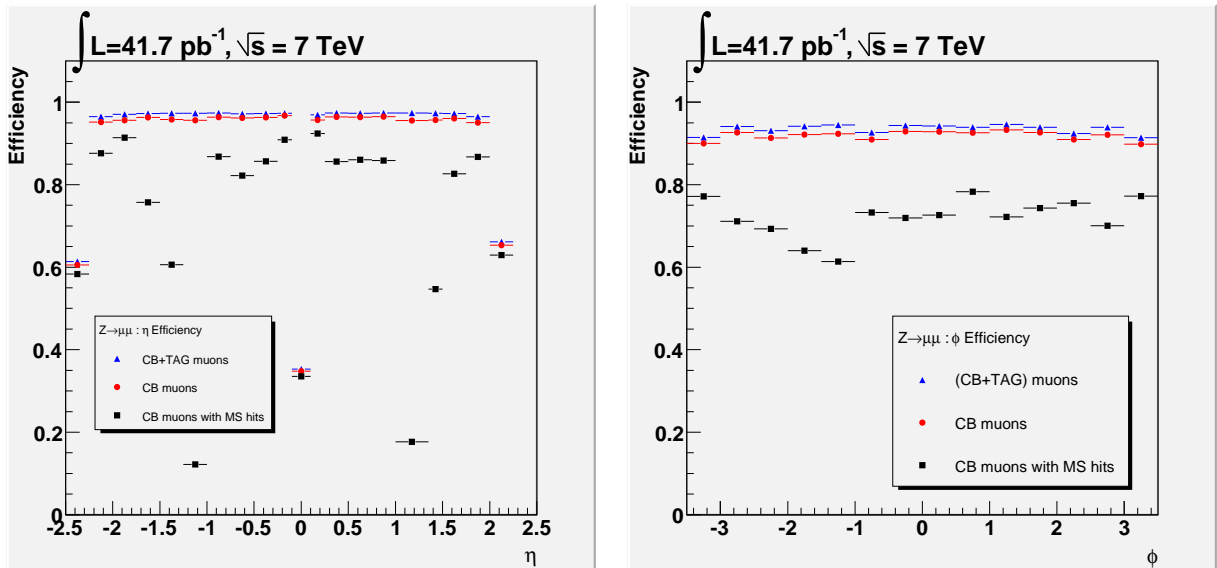 ∫ L=41.7 pb⁻¹, √s = 7 TeV
Efficiency
1
0.8
0.6
0.4
0.2
0
Z→μμ : η Efficiency
CB+TAG muons
CB muons
CB muons with MS hits
-2.5 -2 -1.5 -1 -0.5 0 0.5 1 1.5 2 2.5
η
∫ L=41.7 pb⁻¹, √s = 7 TeV
Efficiency
1
0.8
0.6
0.4
0.2
0
Z→μμ : ϕ Efficiency
(CB+TAG) muons
CB muons
CB muons with MS hits
-3 -2 -1 0 1 2 3
ϕ